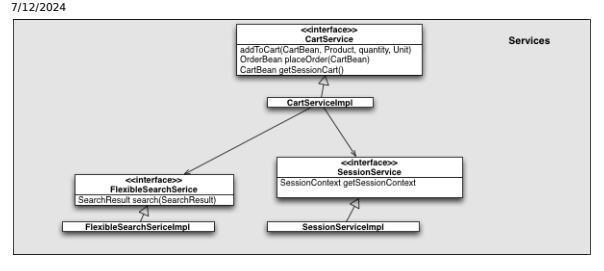 7/12/2024
<<interface>>
CartService
Services
addToCart(CartBean, Product, quantity, Unit)
OrderBean placeOrder(CartBean)
CartBean getSessionCart()
CartServiceImpl
<<interface>>
SessionService
SessionContext getSessionContext
<<interface>>
FlexibleSearchSerice
SearchResult search(SearchResult)
FlexibleSearchSericeImpl
SessionServiceImpl